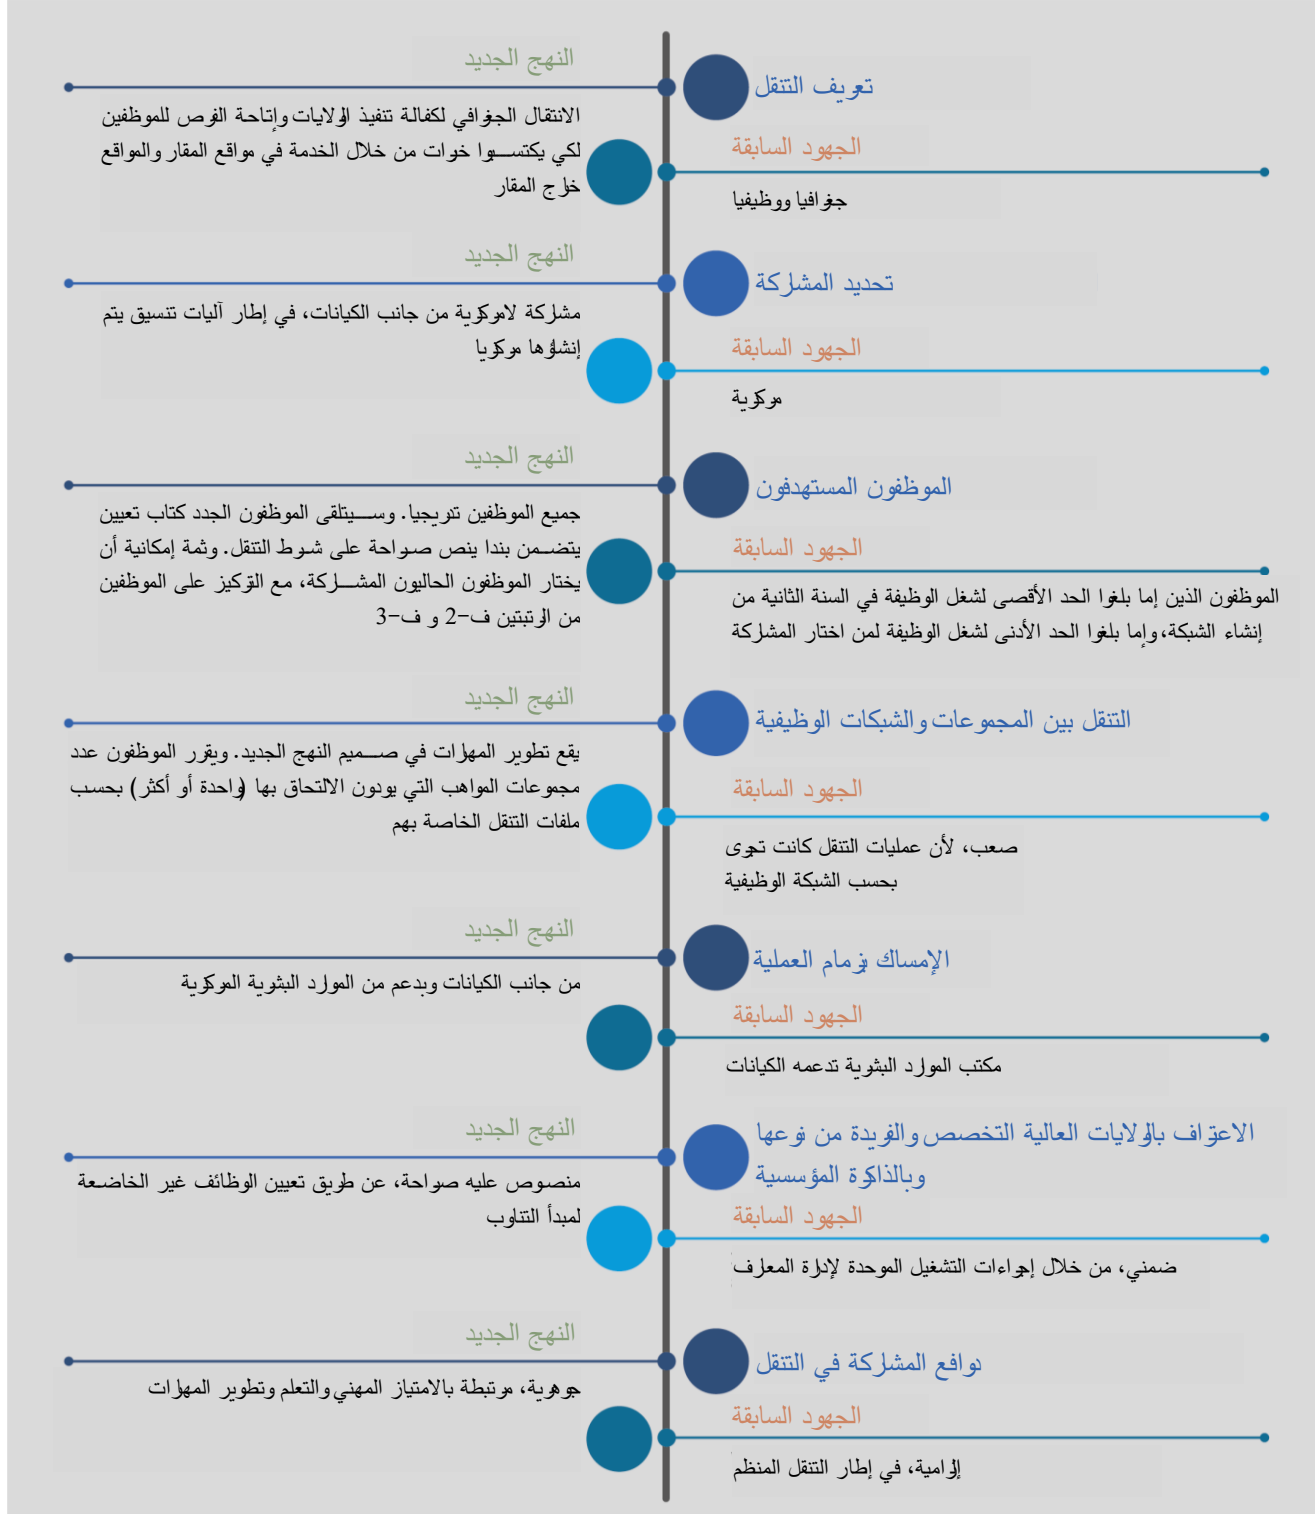 تعريف التنقل
النهج الجديد
الانتقال الجغرافي لكفالة تنفيذ الولايات وإتاحة الفرص للموظفين
لكي يكتسبوا خبرات من خلال الخدمة في مواقع المقار والمواقع
خارج المقار
الجهود السابقة
جغرافيا ووظيفيا
تحديد المشاركة
النهج الجديد
مشاركة لامركزية من جانب الكيانات، في إطار آليات تنسيق يتم
إنشاؤها مركزيا
الجهود السابقة
مركزية
الموظفون المستهدفون
النهج الجديد
جميع الموظفين تدريجيا. وسيتلقى الموظفون الجدد كتاب تعيين
يتضمن بندا ينص صراحة على شروط التنقل. وثمة إمكانية أن
يختار الموظفون الحاليون المشاركة، مع التركيز على الموظفين
من الرتبتين ف-2 و ف-3
الجهود السابقة
الموظفون الذين إما بلغوا الحد الأقصى لشغل الوظيفة في السنة الثانية من
إنشاء الشبكة، وإما بلغوا الحد الأدنى لشغل الوظيفة لمن اختار المشاركة
التنقل بين المجموعات والشبكات الوظيفية
النهج الجديد
يقع تطوير المهارات في صميم النهج الجديد. ويقرر الموظفون عدد
مجموعات المواهب التي يودون الالتحاق بها (واحدة أو أكثر) بحسب
ملفات التنقل الخاصة بهم
الجهود السابقة
صعب، لأن عمليات التنقل كانت تجرى
بحسب الشبكة الوظيفية
الإمساك بزمام العملية
النهج الجديد
من جانب الكيانات وبدعم من الموارد البشرية المركزية
الجهود السابقة
مكتب الموارد البشرية تدعمه الكيانات
الاعتراف بالولايات العالية التخصص والفريدة من نوعها
وبالذاكرة المؤسسية
النهج الجديد
منصوص عليه صراحة، عن طريق تعيين الوظائف غير الخاضعة
لمبدأ التناوب
الجهود السابقة
ضمني، من خلال إجراءات التشغيل الموحدة لإدارة المعارف
دوافع المشاركة في التنقل
النهج الجديد
جوهرية، مرتبطة بالامتياز المهني والتعلم وتطوير المهارات
الجهود السابقة
إلزامية، في إطار التنقل المنظم